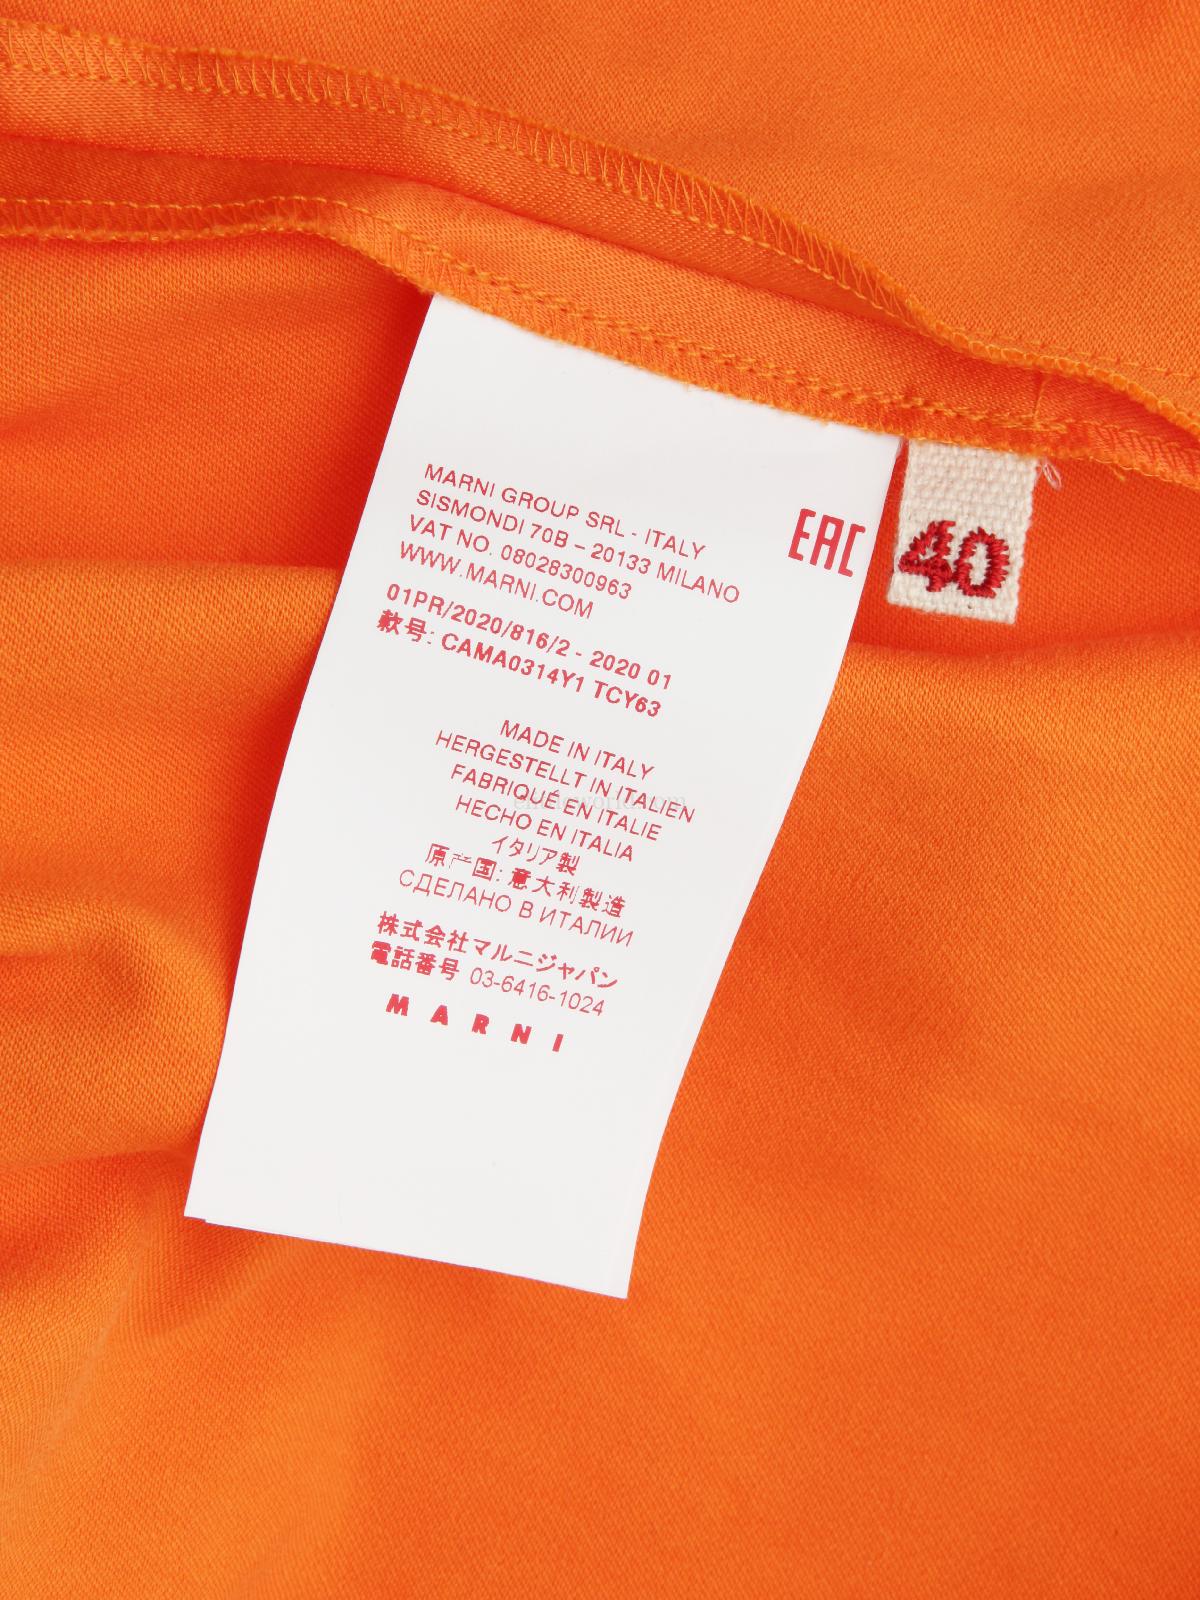 MARNI GROUP SRL - ITALY
SISMONDI 70B – 20133 MILANO
VAT NO. 08028300963
WWW.MARNI.COM
EAC
40
01PR/2020/816/2 - 2020 01
款号: CAMA0314Y1 TCY63
MADE IN ITALY
HERGESTELLT IN ITALIEN
FABRIQUÉ EN ITALIE
HECHO EN ITALIA
イタリア製
原产国: 意大利製造
СДЕЛАНО В ИТАЛИИ
株式会社マルニジャパン
電話番号 03-6416-1024
MARNI